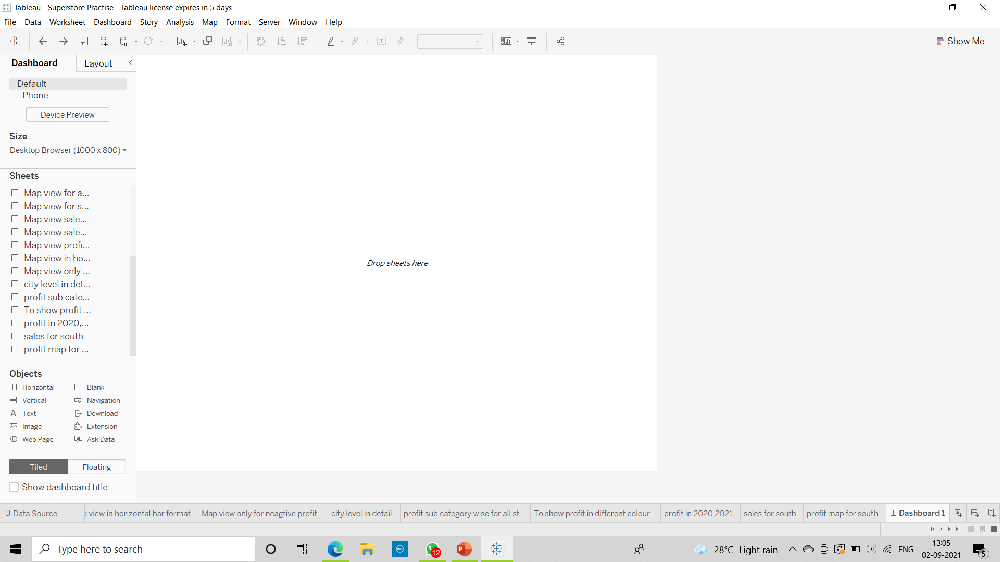 Tableau - Superstore Practise - Tableau license expires in 5 days
File Data Worksheet Dashboard Story Analysis Map Format Server Window Help
Show Me
Dashboard Layout
Default
Phone
Device Preview
Size
Desktop Browser (1000 x 800)
Sheets
Map view for a...
Map view for s...
Map view sale...
Map view sale...
Map view profi...
Map view in ho...
Map view only ...
city level in det...
profit sub cate...
To show profit ...
profit in 2020,...
sales for south
profit map for ...
Drop sheets here
Objects
Horizontal Blank
Vertical Navigation
A Text Download
Image Extension
Web Page Ask Data
Tiled Floating
Show dashboard title
Data Source view in horizontal bar format Map view only for neagtive profit city level in detail profit sub category wise for all st... To show profit in different colour profit in 2020,2021 sales for south profit map for south Dashboard 1
Type here to search
DELL
12
P
28°C Light rain
ENG
13:05
02-09-2021
5